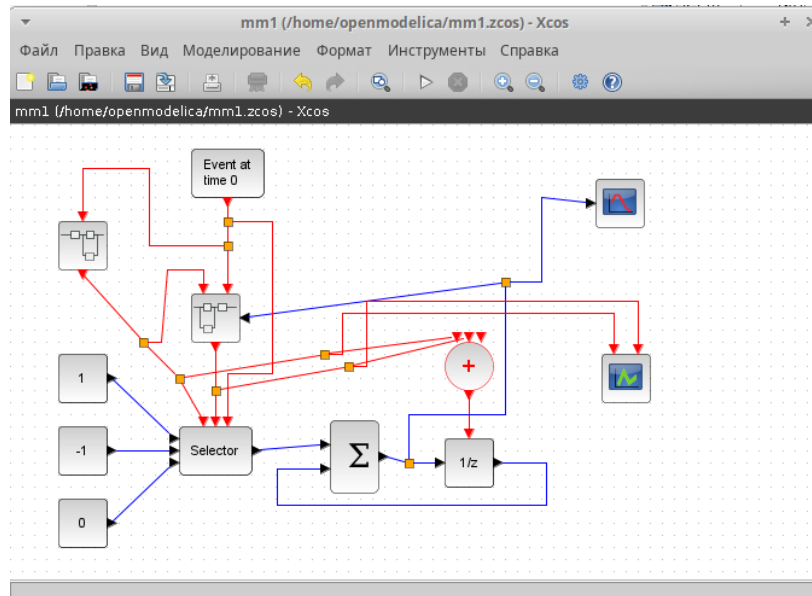 mm1 (/home/openmodelica/mm1.zcos) - Xcos
Файл Правка Вид Моделирование Формат Инструменты Справка
mm1 (/home/openmodelica/mm1.zcos) - Xcos
Event at
time 0
1
-1
0
Selector
Σ
1/z
+